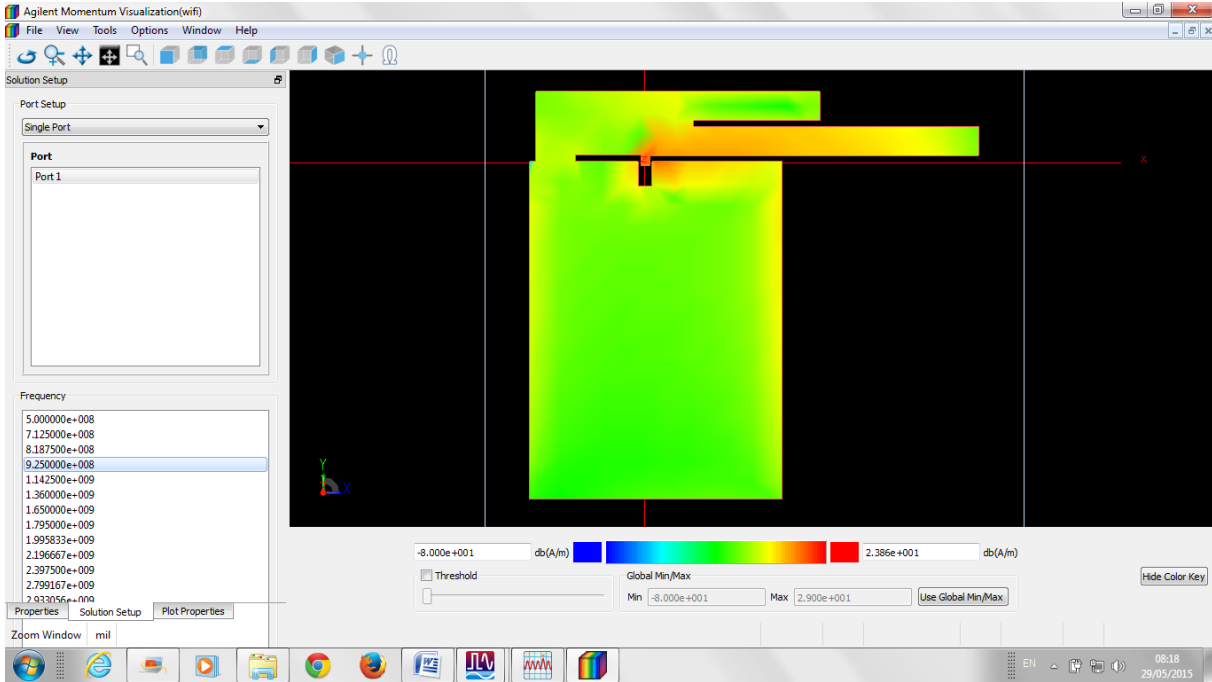 Agilent Momentum Visualization(wifi)
File View Tools Options Window Help
Solution Setup
Port Setup
Single Port
Port
Port 1
Frequency
5.000000e+008
7.125000e+008
8.187500e+008
9.250000e+008
1.142500e+009
1.360000e+009
1.650000e+009
1.795000e+009
1.995833e+009
2.196667e+009
2.397500e+009
2.799167e+009
2.933056e+009
Properties Solution Setup Plot Properties
Zoom Window mil
X
Y
X
Z
-8.000e+001 db(A/m) 2.386e+001 db(A/m)
Threshold
Global Min/Max
Min -8.000e+001 Max 2.900e+001 Use Global Min/Max
Hide Color Key
EN
08:18
29/05/2015